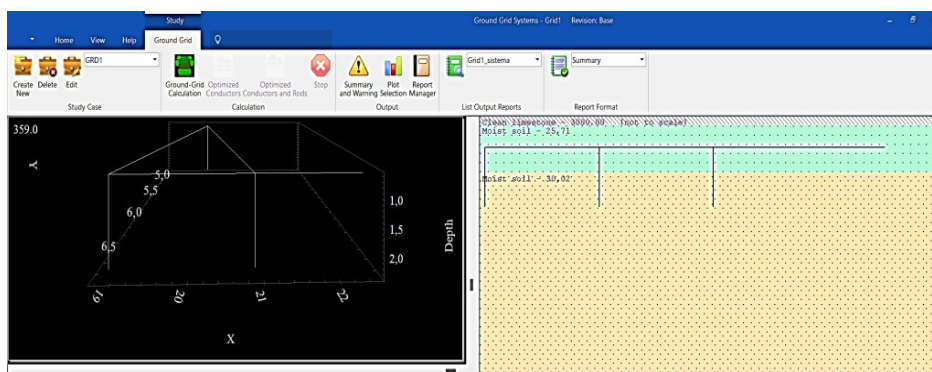 Study
Ground Grid Systems - Grid1 Revision: Base
Home View Help Ground Grid
GRD1
Grid1_sistema
Summary
Create New
Delete
Edit
Ground-Grid Calculation
Optimized Conductors
Optimized Conductors and Rods
Stop
Summary and Warning
Plot Selection
Report Manager
Study Case
Calculation
Output
List Output Reports
Report Format
359.0
Y
5,0
5,5
6,0
6,5
19
20
21
22
X
1,0
1,5
2,0
Depth
Clean limestone - 3000,00 [not to scale]
Moist soil - 25,71
Moist soil - 30,02